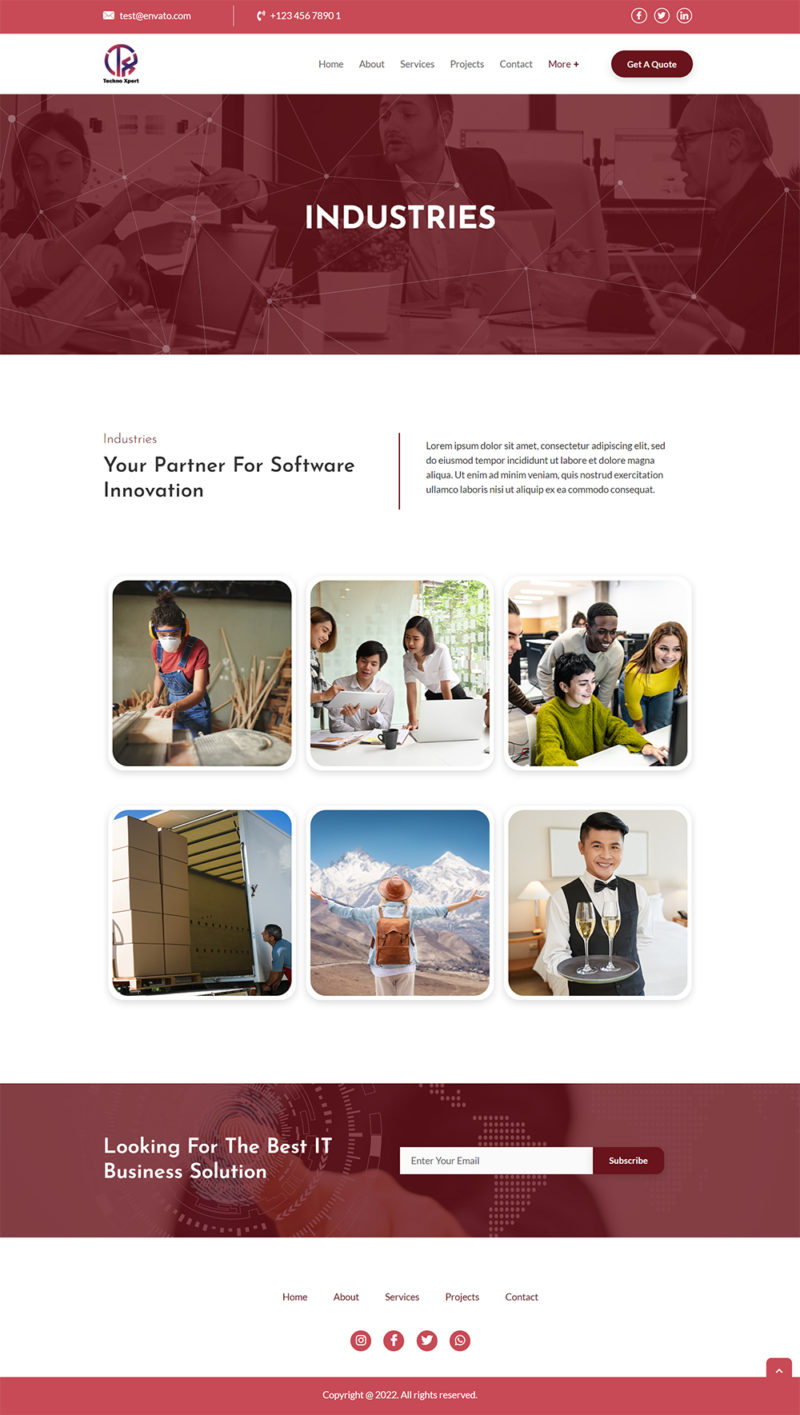 test@envato.com
+123 456 7890 1
Techno Xpert
Home About Services Projects Contact More + Get A Quote
INDUSTRIES
Industries
Your Partner For Software
Innovation
Lorem ipsum dolor sit amet, consectetur adipiscing elit, sed
do eiusmod tempor incididunt ut labore et dolore magna
aliqua. Ut enim ad minim veniam, quis nostrud exercitation
ullamco laboris nisi ut aliquip ex ea commodo consequat.
Looking For The Best IT
Business Solution
Enter Your Email Subscribe
Home About Services Projects Contact
Copyright @ 2022. All rights reserved.